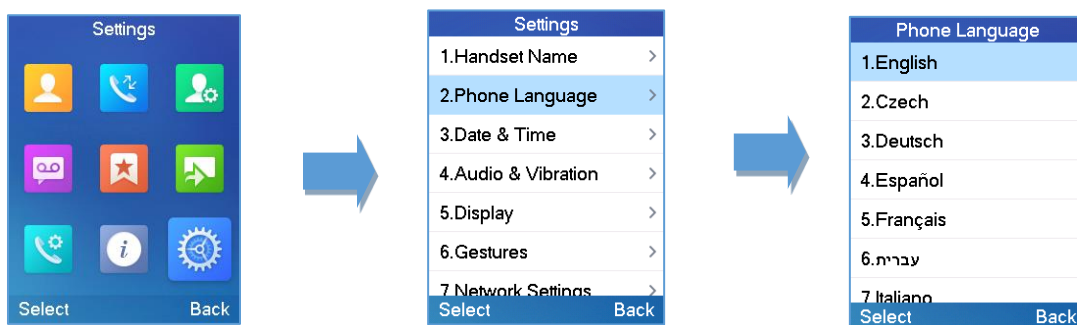 Settings
i
Select Back
Settings
1.Handset Name
2.Phone Language
3.Date & Time
4.Audio & Vibration
5.Display
6.Gestures
7.Network Settings
Select Back
Phone Language
1.English
2.Czech
3.Deutsch
4.Español
5.Français
6.עברית
7.Italiano
Select Back